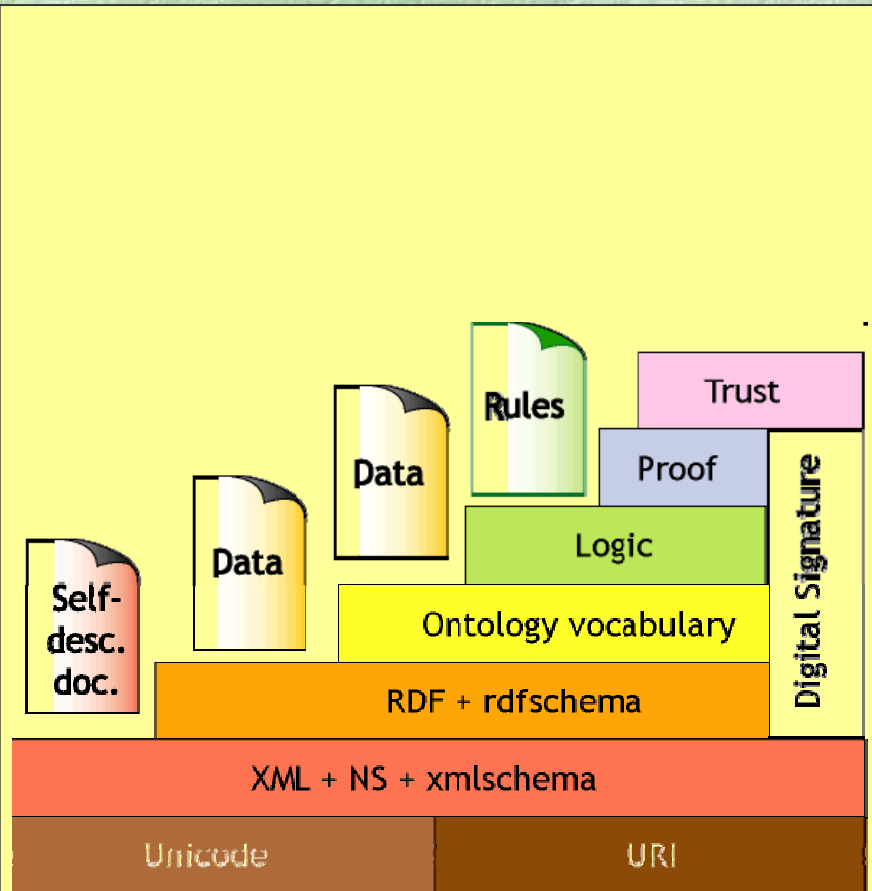 Rules
Trust
Data
Proof
Data
Logic
Self-
desc.
doc.
Ontology vocabulary
Digital Signature
RDF + rdfschema
XML + NS + xmlschema
Unicode
URI